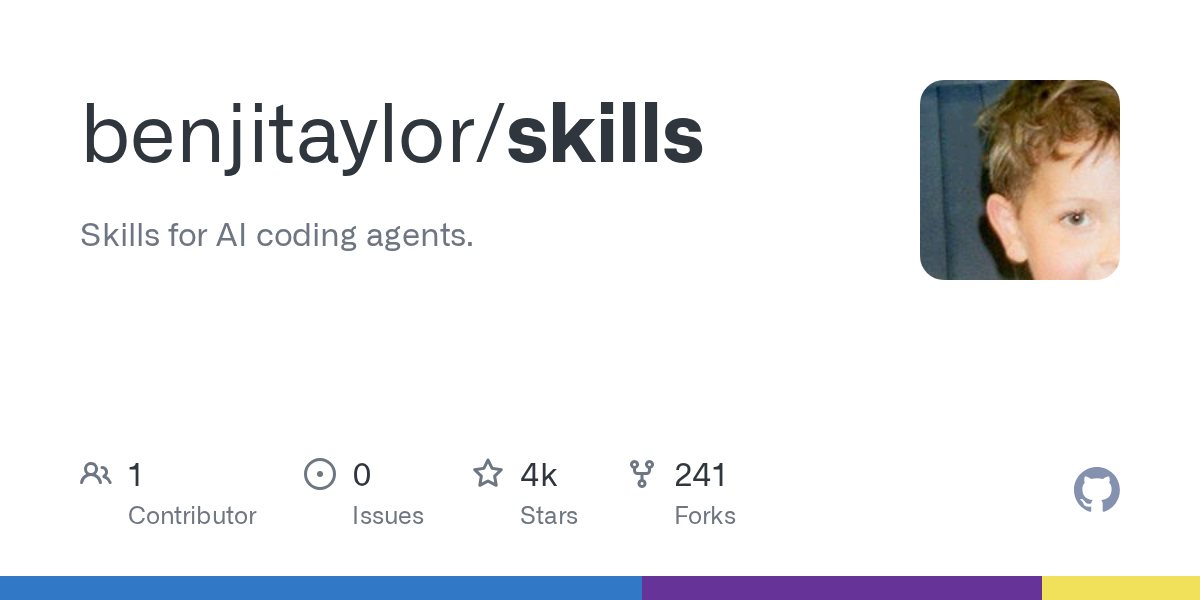 benjitaylor/skills
Skills for AI coding agents.
1
Contributor
0
Issues
4k
Stars
241
Forks